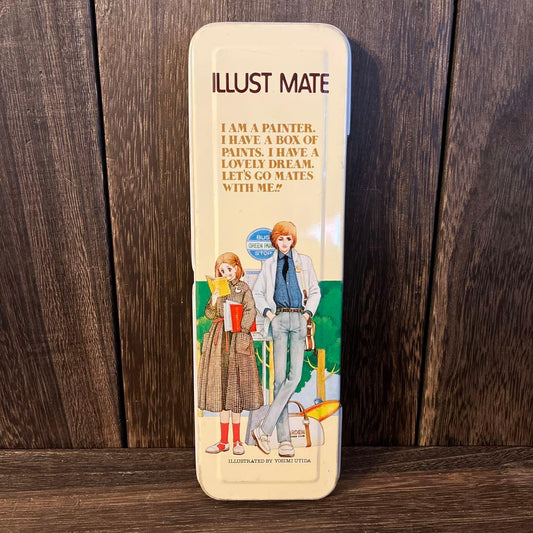 ILLUST MATE
I AM A PAINTER.
I HAVE A BOX OF
PAINTS. I HAVE A
LOVELY DREAM.
LET'S GO MATES
WITH ME!!
BUS
STOP
ILLUSTRATED BY YOSIMI UTIDA